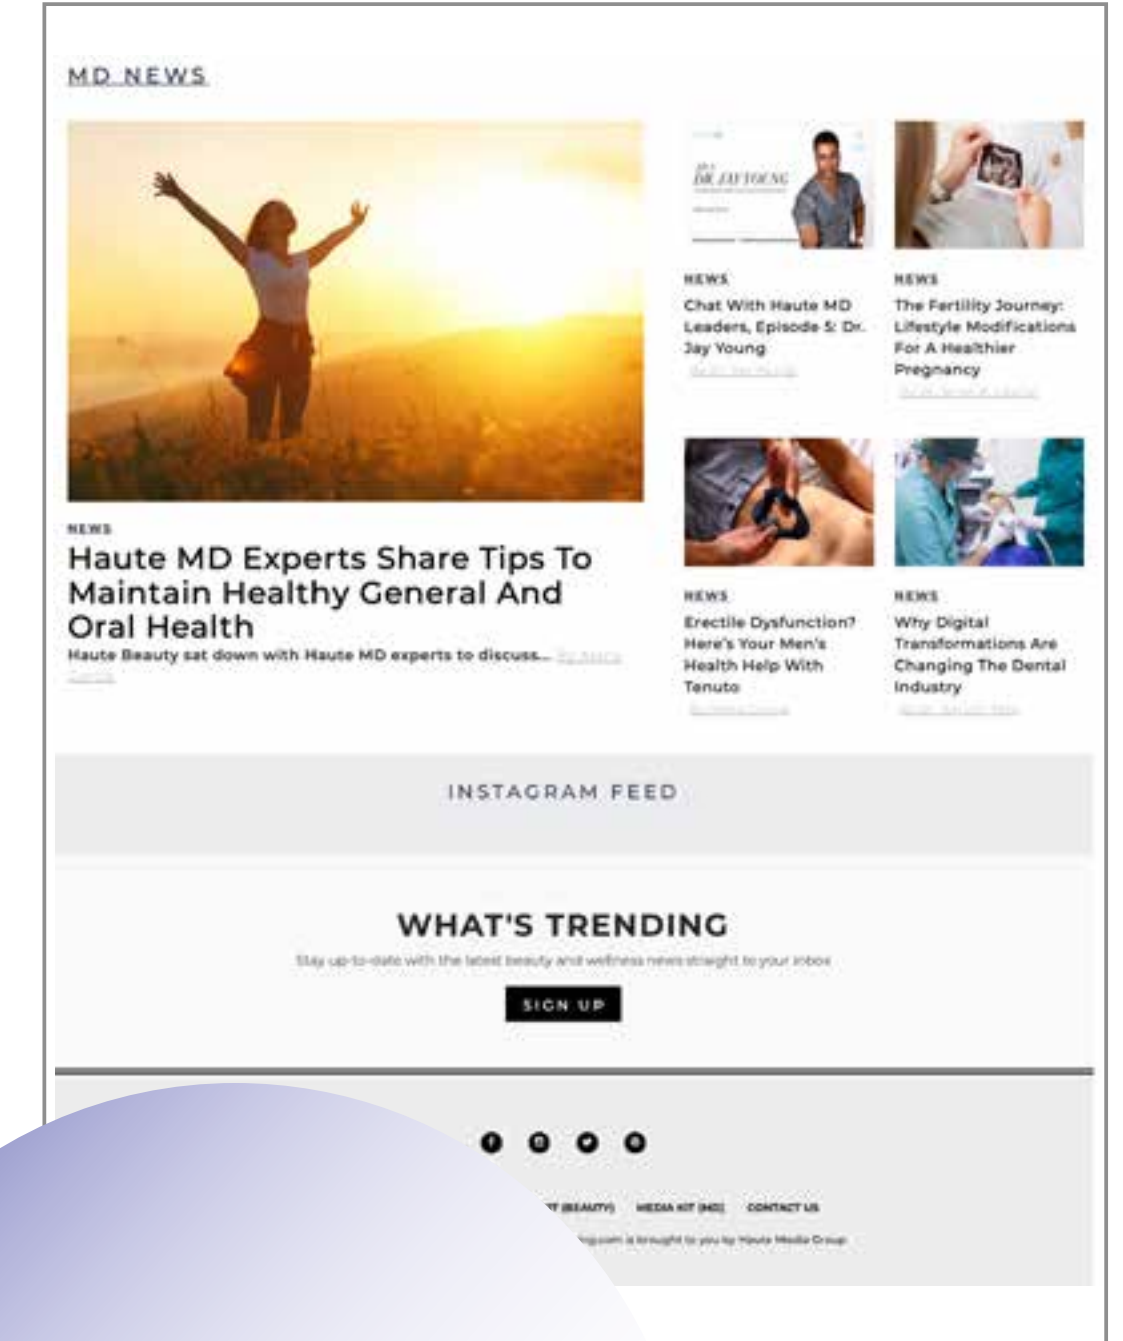 MD NEWS
NEWS
Haute MD Experts Share Tips To
Maintain Healthy General And
Oral Health
Haute Beauty sat down with Haute MD experts to discuss...
DR. JAY YOUNG
NEWS
Chat With Haute MD
Leaders, Episode 5: Dr.
Jay Young
NEWS
The Fertility Journey:
Lifestyle Modifications
For A Healthier
Pregnancy
NEWS
Erectile Dysfunction?
Here's Your Men's
Health Help With
Tenuto
NEWS
Why Digital
Transformations Are
Changing The Dental
Industry
INSTAGRAM FEED
WHAT'S TRENDING
Stay up-to-date with the latest beauty and wellness news straight to your inbox
SIGN UP
(BEAUTY) MEDIA KIT (MD) CONTACT US
is brought to you by Haute Media Group